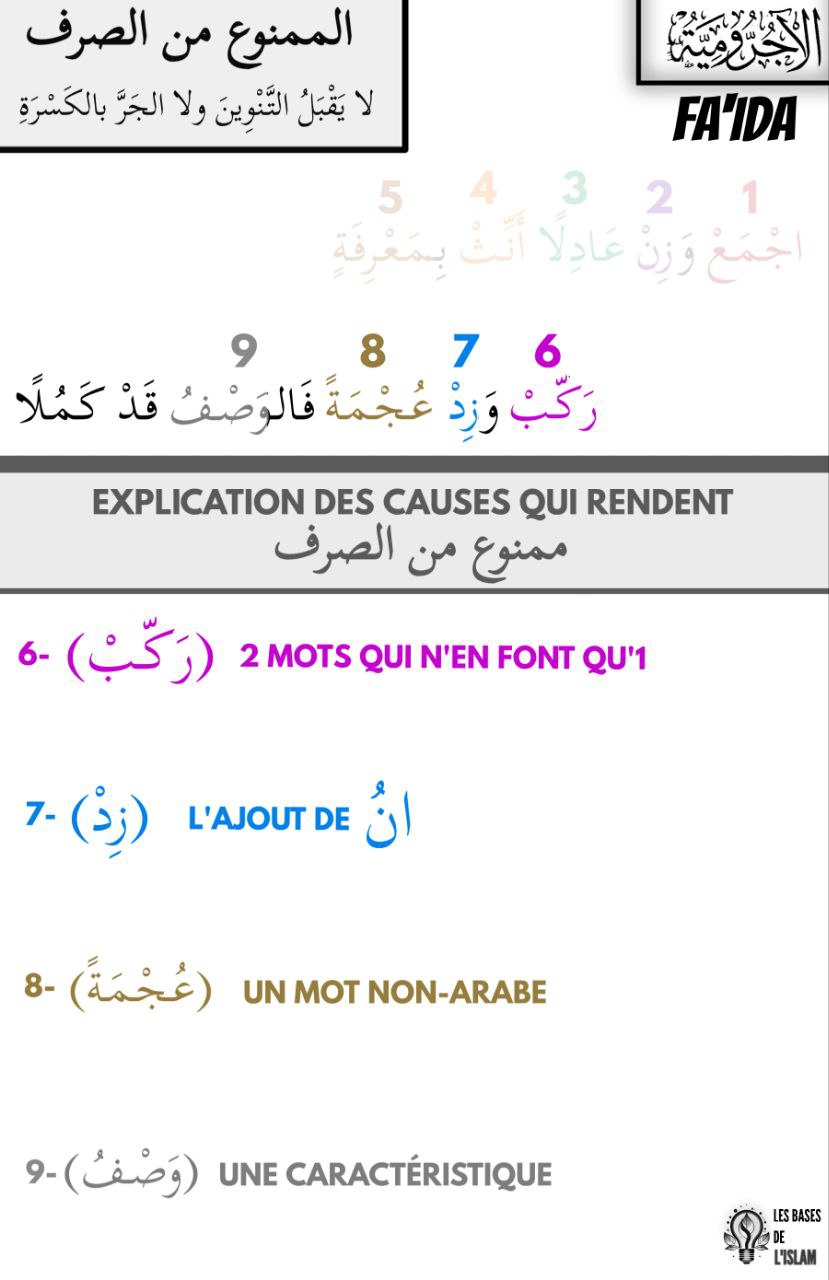 الممنوع من الصرف
لا يَقْبَلُ التَّنْوِينَ ولا الجَرَّ بالكَسْرَةِ
الآجُرُّومِيَّة
FA'IDA
5 4 3 2 1
اجْمَعْ وَزِنْ عَادِلًا أَنِّثْ بِمَعْرِفَةٍ
9 8 7 6
رَكِّبْ وَزِدْ عُجْمَةً فَالوَصْفُ قَدْ كَمُلًا
EXPLICATION DES CAUSES QUI RENDENT
ممنوع من الصرف
6- (رَكِّبْ) 2 MOTS QUI N'EN FONT QU'1
7- (زِدْ) L'AJOUT DE انُ
8- (عُجْمَةً) UN MOT NON-ARABE
9- (وَصْفُ) UNE CARACTÉRISTIQUE
LES BASES
DE
L'ISLAM